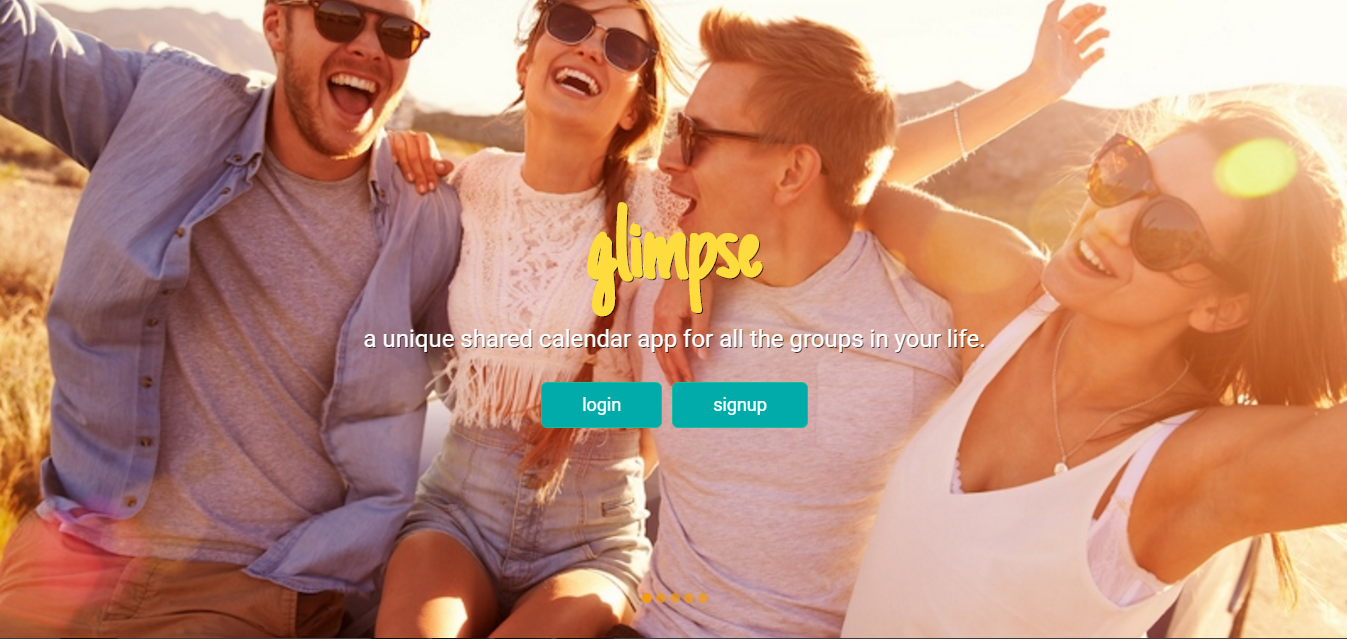 glimpse
a unique shared calendar app for all the groups in your life.
login
signup